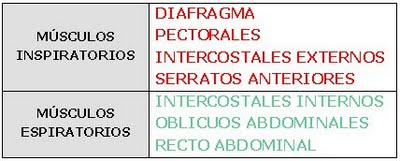 MÚSCULOS
INSPIRATORIOS
DIAFRAGMA
PECTORALES
INTERCOSTALES EXTERNOS
SERRATOS ANTERIORES
MÚSCULOS
ESPIRATORIOS
INTERCOSTALES INTERNOS
OBLICUOS ABDOMINALES
RECTO ABDOMINAL